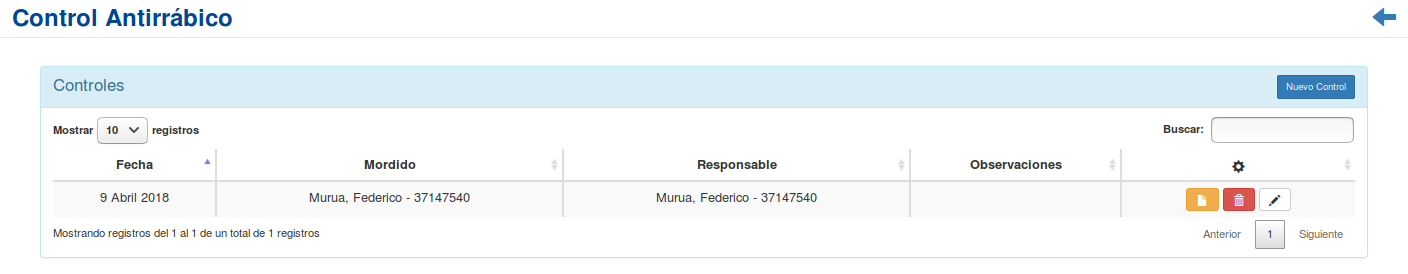 Control Antirrábico
Controles
Nuevo Control
Mostrar 10 registros
Buscar:
Fecha Mordido Responsable Observaciones
9 Abril 2018 Murua, Federico - 37147540 Murua, Federico - 37147540
Mostrando registros del 1 al 1 de un total de 1 registros
Anterior 1 Siguiente